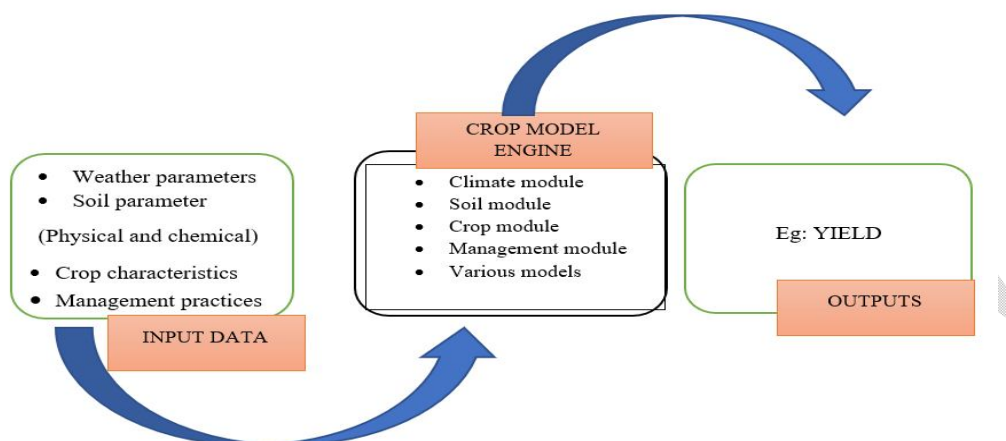 • Weather parameters
• Soil parameter
(Physical and chemical)
• Crop characteristics
• Management practices
INPUT DATA
CROP MODEL
ENGINE
• Climate module
• Soil module
• Crop module
• Management module
• Various models
Eg: YIELD
OUTPUTS